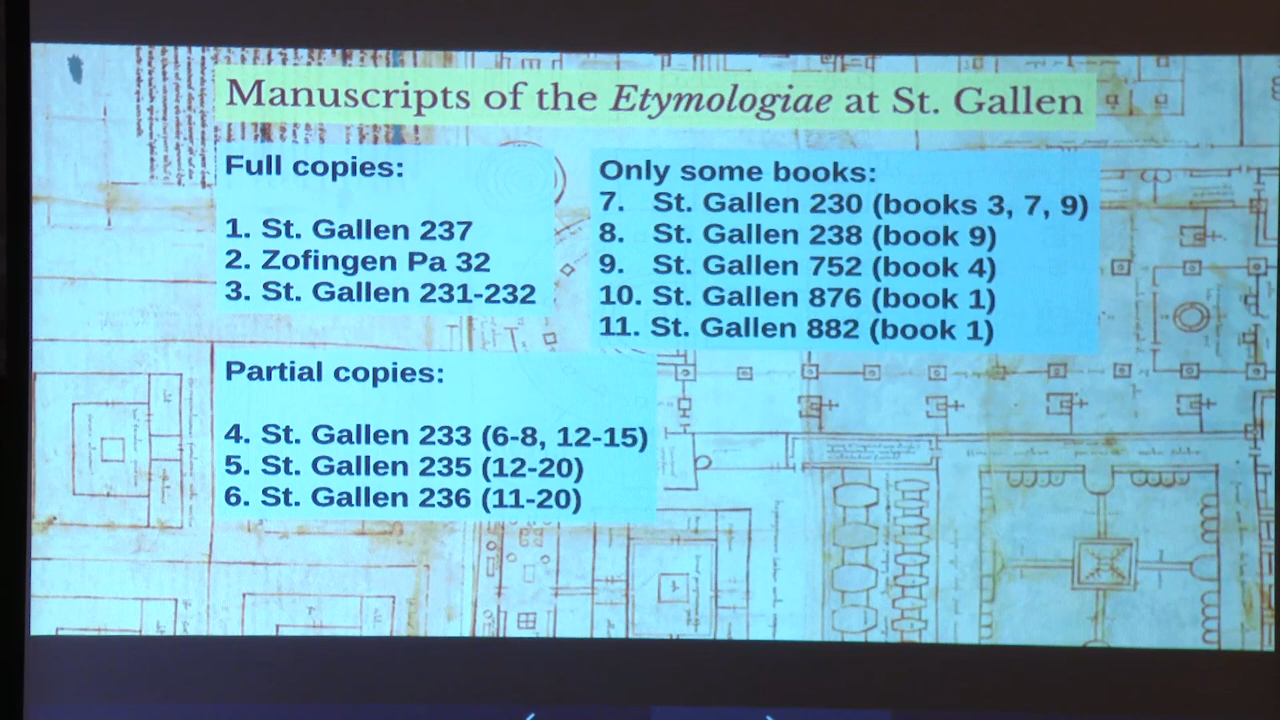 Manuscripts of the Etymologiae at St. Gallen
Full copies:
1. St. Gallen 237
2. Zofingen Pa 32
3. St. Gallen 231-232
Partial copies:
4. St. Gallen 233 (6-8, 12-15)
5. St. Gallen 235 (12-20)
6. St. Gallen 236 (11-20)
Only some books:
7. St. Gallen 230 (books 3, 7, 9)
8. St. Gallen 238 (book 9)
9. St. Gallen 752 (book 4)
10. St. Gallen 876 (book 1)
11. St. Gallen 882 (book 1)